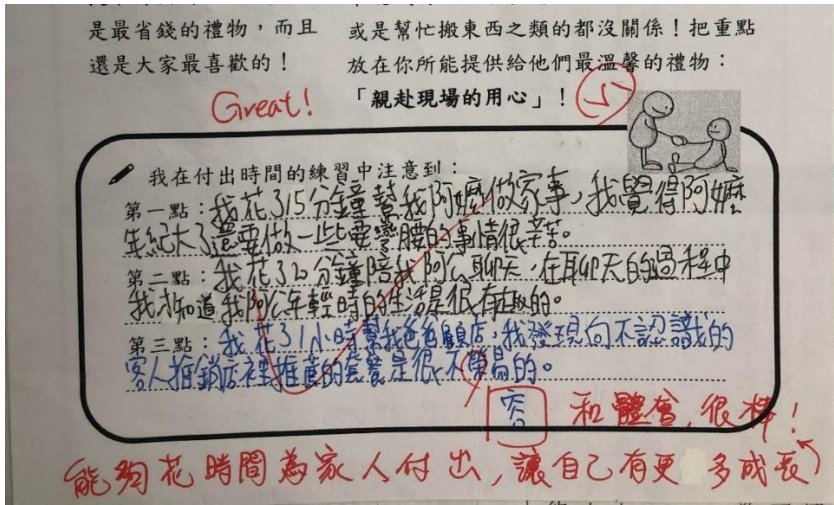 是最省錢的禮物，而且
還是大家最喜歡的！
或是幫忙搬東西之類的都沒關係！把重點
放在你所能提供給他們最溫馨的禮物：
「親赴現場的用心」！
Great!
我在付出時間的練習中注意到：
第一點：我花了15分鐘幫我阿嬤做家事，我覺得阿嬤
年紀大了還要做一些要彎腰的事情很辛苦。
第二點：我花了20分鐘陪我阿公聊天，在聊天的過程中
我才知道我阿公年輕時的生活是很有趣的。
第三點：我花了1小時幫我爸爸顧店，我發現向不認識我的
客人推銷店裡推薦的套餐是很不榮易的。
容
能夠花時間為家人付出，讓自己有更多成長
和體會，很棒！